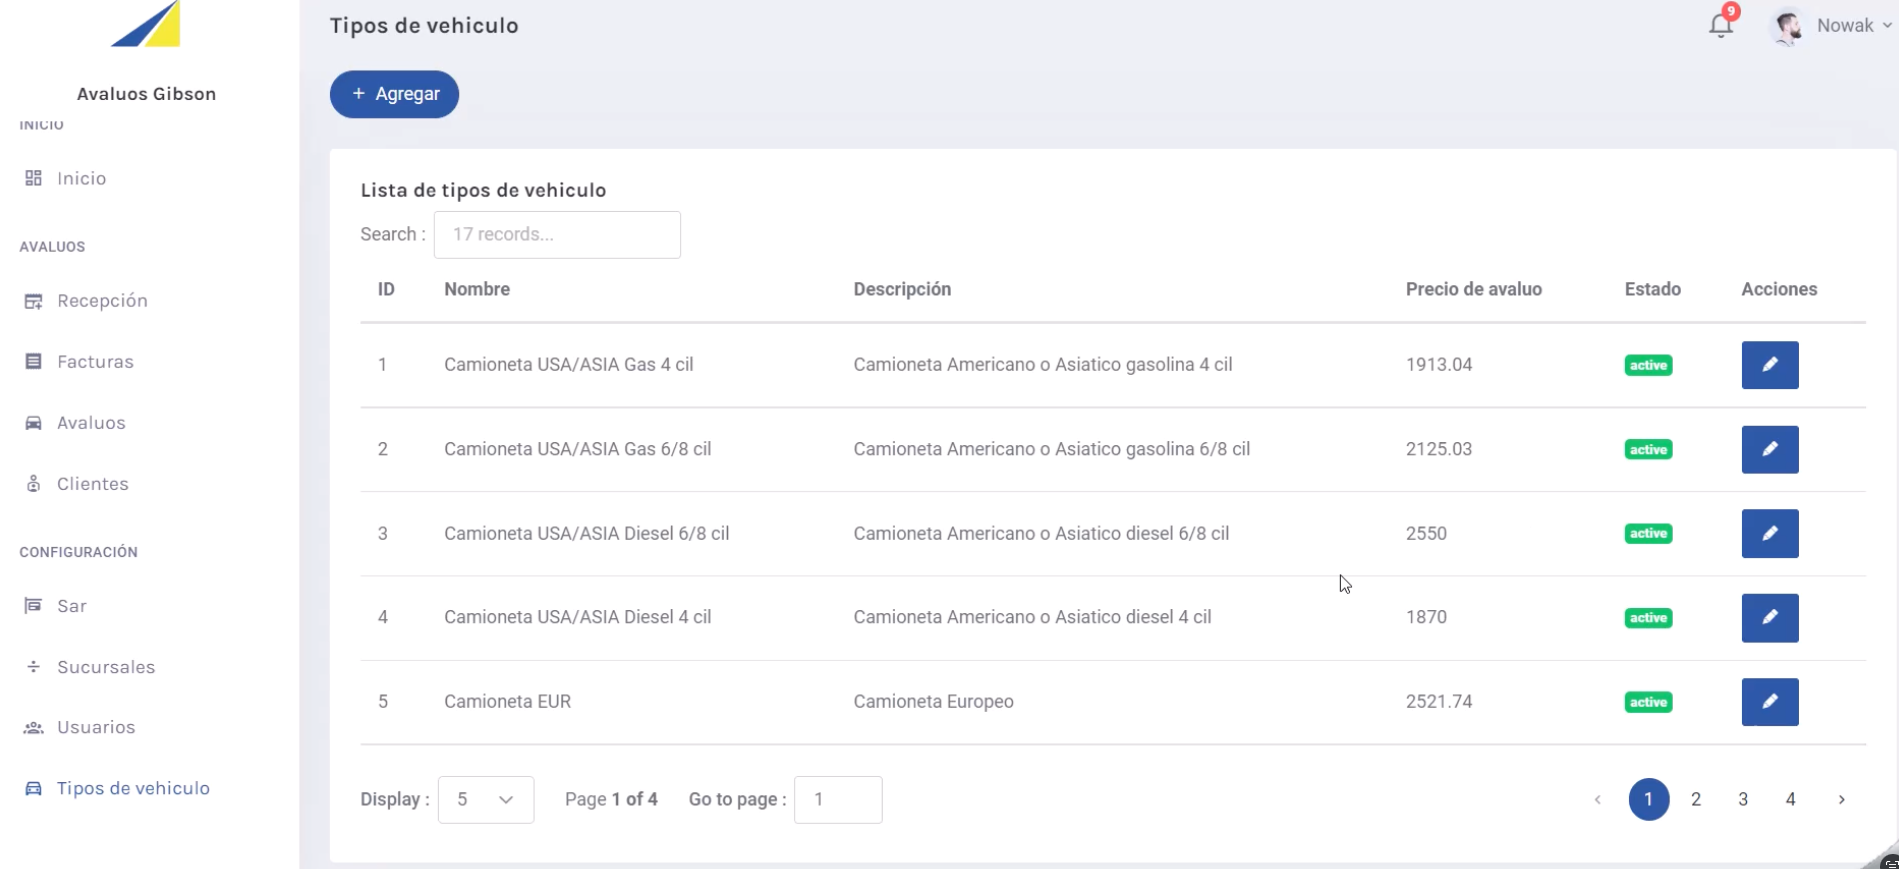 Avaluos Gibson
INICIO
Inicio
AVALUOS
Recepción
Facturas
Avaluos
Clientes
CONFIGURACIÓN
Sar
Sucursales
Usuarios
Tipos de vehiculo
Tipos de vehiculo
9
Nowak
+ Agregar
Lista de tipos de vehiculo
Search : 17 records...
ID Nombre Descripción Precio de avaluo Estado Acciones
1 Camioneta USA/ASIA Gas 4 cil Camioneta Americano o Asiatico gasolina 4 cil 1913.04 active
2 Camioneta USA/ASIA Gas 6/8 cil Camioneta Americano o Asiatico gasolina 6/8 cil 2125.03 active
3 Camioneta USA/ASIA Diesel 6/8 cil Camioneta Americano o Asiatico diesel 6/8 cil 2550 active
4 Camioneta USA/ASIA Diesel 4 cil Camioneta Americano o Asiatico diesel 4 cil 1870 active
5 Camioneta EUR Camioneta Europeo 2521.74 active
Display : 5 Page 1 of 4 Go to page : 1 ‹ 1 2 3 4 ›